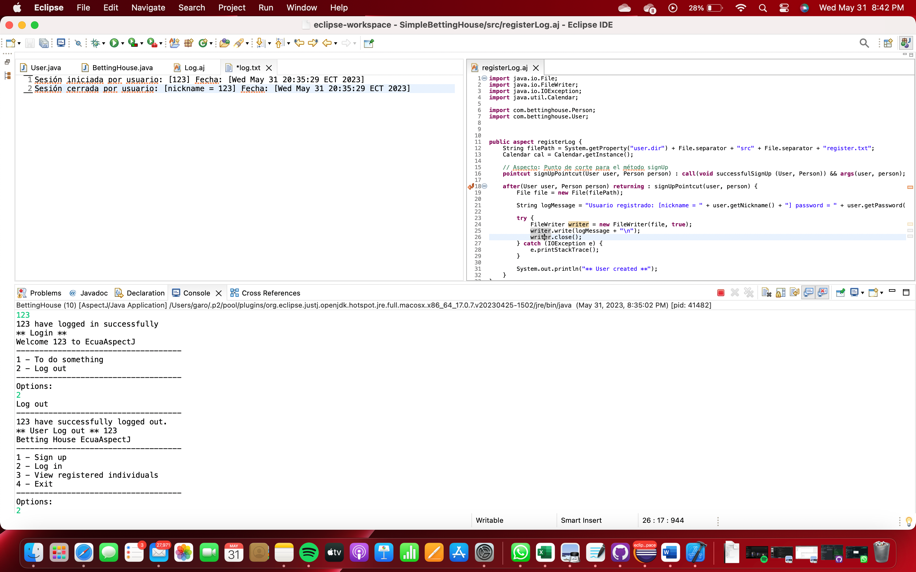 Eclipse File Edit Navigate Search Project Run Window Help 28% Wed May 31 8:42 PM
eclipse-workspace - SimpleBettingHouse/src/registerLog.aj - Eclipse IDE
User.java BettingHouse.java Log.aj *log.txt
1 Sesión iniciada por usuario: [123] Fecha: [Wed May 31 20:35:29 ECT 2023]
2 Sesión cerrada por usuario: [nickname = 123] Fecha: [Wed May 31 20:35:29 ECT 2023]
registerLog.aj
1 import java.io.File;
2 import java.io.FileWriter;
3 import java.io.IOException;
4 import java.util.Calendar;
5
6 import com.bettinghouse.Person;
7 import com.bettinghouse.User;
8
9
10
11 public aspect registerLog {
12 String filePath = System.getProperty("user.dir") + File.separator + "src" + File.separator + "register.txt";
13 Calendar cal = Calendar.getInstance();
14
15 // Aspecto: Punto de corte para el método signUp
16 pointcut signUpPointcut(User user, Person person) : call(void successfulSignUp (User, Person)) && args(user, person);
17
18 after(User user, Person person) returning : signUpPointcut(user, person) {
19 File file = new File(filePath);
20
21 String logMessage = "Usuario registrado: [nickname = " + user.getNickname() + "] password = " + user.getPassword(
22
23 try {
24 FileWriter writer = new FileWriter(file, true);
25 writer.write(logMessage + "\n");
26 writer.close();
27 } catch (IOException e) {
28 e.printStackTrace();
29 }
30
31 System.out.println("** User created **");
32 }
Problems Javadoc Declaration Console Cross References
BettingHouse (10) [AspectJ/Java Application] /Users/garo/.p2/pool/plugins/org.eclipse.justj.openjdk.hotspot.jre.full.macosx.x86_64_17.0.7.v20230425-1502/jre/bin/java (May 31, 2023, 8:35:02 PM) [pid: 41482]
123
123 have logged in successfully
** Login **
Welcome 123 to EcuaAspectJ
------------------------------------
1 - To do something
2 - Log out
------------------------------------
Options:
2
Log out
------------------------------------
123 have successfully logged out.
** User Log out ** 123
Betting House EcuaAspectJ
------------------------------------
1 - Sign up
2 - Log in
3 - View registered individuals
4 - Exit
------------------------------------
Options:
2
Writable Smart Insert 26 : 17 : 944